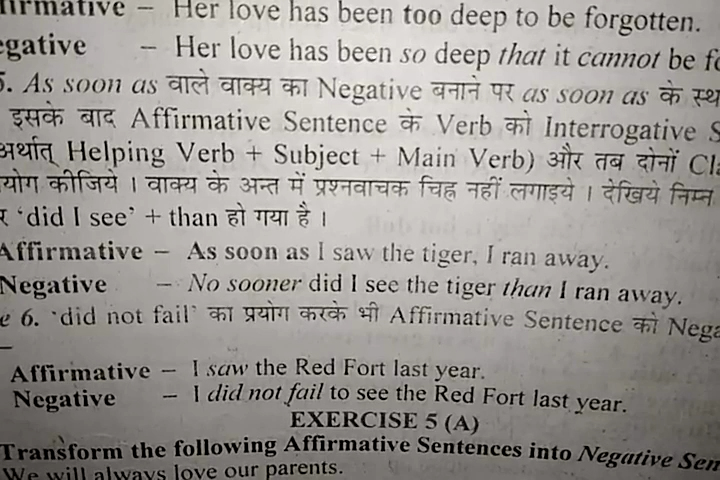 Affirmative – Her love has been too deep to be forgotten.
Negative – Her love has been so deep that it cannot be
5. As soon as वाले वाक्य का Negative बनाने पर as soon as के
इसके बाद Affirmative Sentence के Verb को Interrogative
अर्थात् Helping Verb + Subject + Main Verb) और तब दोनों
कीजिये । वाक्य के अन्त में प्रश्नवाचक चिह्न नहीं लगाइये । देखिये निम्न
'did I see' + than हो गया है ।
Affirmative – As soon as I saw the tiger, I ran away.
Negative – No sooner did I see the tiger than I ran away.
6. 'did not fail' का प्रयोग करके भी Affirmative Sentence को
–
Affirmative – I saw the Red Fort last year.
Negative – I did not fail to see the Red Fort last year.
EXERCISE 5 (A)
Transform the following Affirmative Sentences into Negative
We will always love our parents.